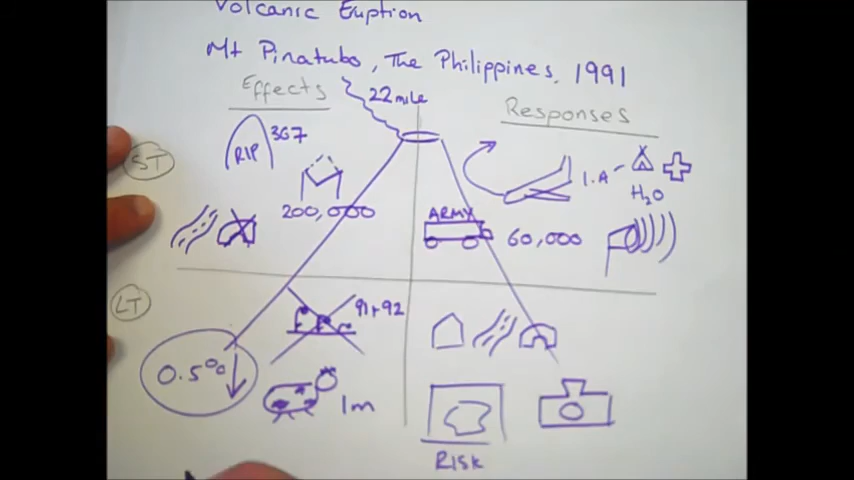 Volcanic Eruption
Mt Pinatubo, The Philippines, 1991
Effects
22 mile
Responses
ST
RIP
367
I.A
H₂O
200,000
ARMY
60,000
LT
91+92
0.5°C
1m
RISK